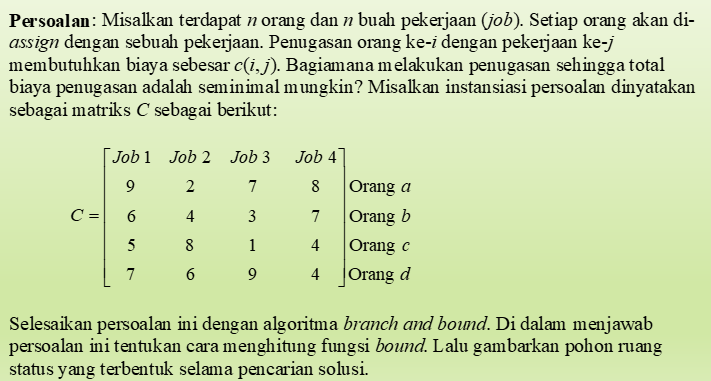 Persoalan: Misalkan terdapat n orang dan n buah pekerjaan (job). Setiap orang akan di-
assign dengan sebuah pekerjaan. Penugasan orang ke-i dengan pekerjaan ke-j
membutuhkan biaya sebesar c(i,j). Bagiamana melakukan penugasan sehingga total
biaya penugasan adalah seminimal mungkin? Misalkan instansiasi persoalan dinyatakan
sebagai matriks C sebagai berikut:
Job 1 Job 2 Job 3 Job 4
9 2 7 8 Orang a
C = 6 4 3 7 Orang b
5 8 1 4 Orang c
7 6 9 4 Orang d
Selesaikan persoalan ini dengan algoritma branch and bound. Di dalam menjawab
persoalan ini tentukan cara menghitung fungsi bound. Lalu gambarkan pohon ruang
status yang terbentuk selama pencarian solusi.